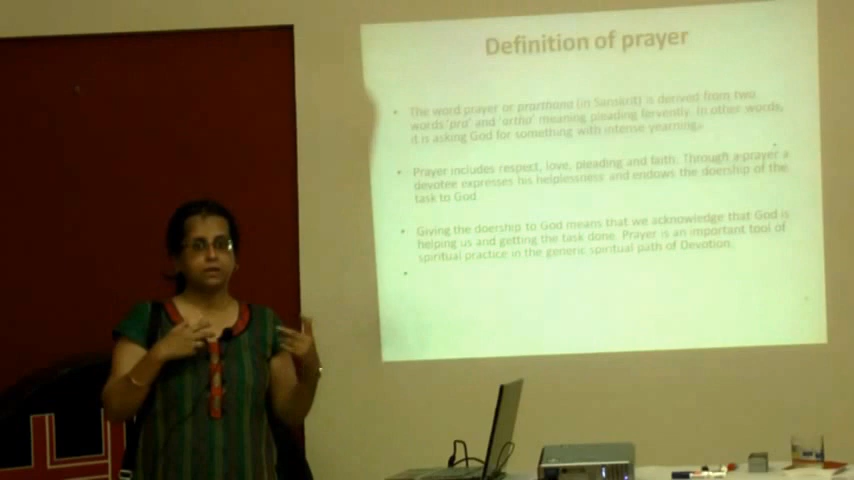 Definition of prayer
• The word prayer or prarthana (in Sanskrit) is derived from two
words 'pra' and 'artha' meaning pleading fervently. In other words,
it is asking God for something with intense yearning.
• Prayer includes respect, love, pleading and faith. Through a prayer a
devotee expresses his helplessness and endows the doership of the
task to God
• Giving the doership to God means that we acknowledge that God is
helping us and getting the task done. Prayer is an important tool of
spiritual practice in the generic spiritual path of Devotion.
•